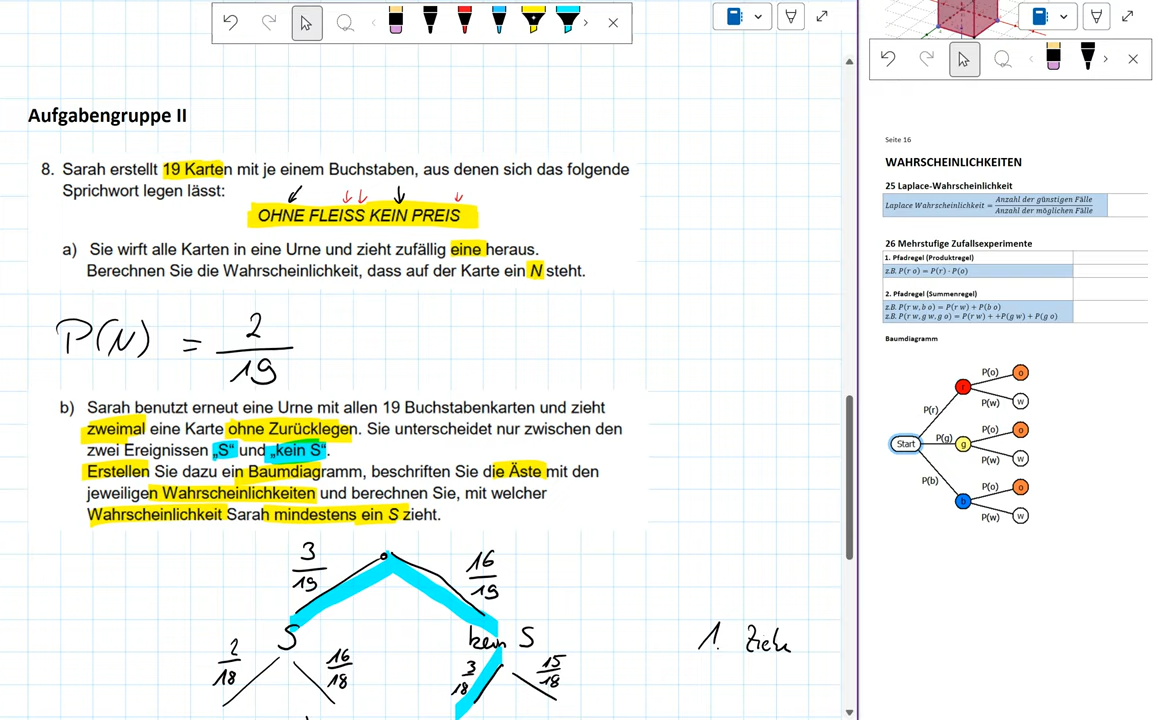 Aufgabengruppe II
8. Sarah erstellt 19 Karten mit je einem Buchstaben, aus denen sich das folgende
Sprichwort legen lässt:
OHNE FLEISS KEIN PREIS
a) Sie wirft alle Karten in eine Urne und zieht zufällig eine heraus.
Berechnen Sie die Wahrscheinlichkeit, dass auf der Karte ein N steht.
P(N) = 2/19
b) Sarah benutzt erneut eine Urne mit allen 19 Buchstabenkarten und zieht
zweimal eine Karte ohne Zurücklegen. Sie unterscheidet nur zwischen den
zwei Ereignissen „S“ und „kein S“.
Erstellen Sie dazu ein Baumdiagramm, beschriften Sie die Äste mit den
jeweiligen Wahrscheinlichkeiten und berechnen Sie, mit welcher
Wahrscheinlichkeit Sarah mindestens ein S zieht.
3/19 16/19
S kein S 1. Ziehe
2/18 16/18 3/18 15/18
Seite 16
WAHRSCHEINLICHKEITEN
25 Laplace-Wahrscheinlichkeit
Laplace Wahrscheinlichkeit = Anzahl der günstigen Fälle / Anzahl der möglichen Fälle
26 Mehrstufige Zufallsexperimente
1. Pfadregel (Produktregel)
z.B. P(r o) = P(r) · P(o)
2. Pfadregel (Summenregel)
z.B. P(r w, b o) = P(r w) + P(b o)
z.B. P(r w, g w, g o) = P(r w) + +P(g w) + P(g o)
Baumdiagramm
P(o) o
r
P(w) w
P(r)
P(o) o
Start P(g) g
P(w) w
P(b)
P(o) o
b
P(w) w